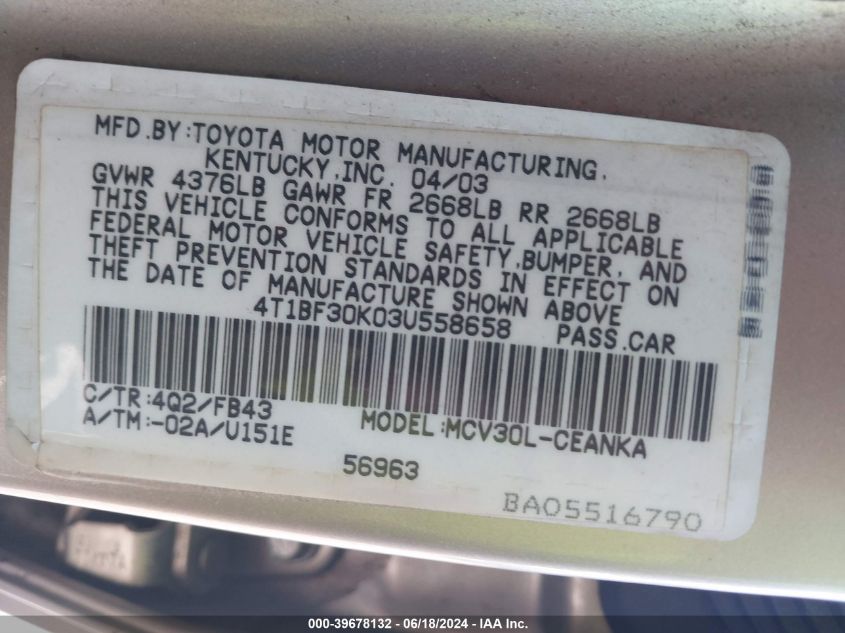 MFD.BY:TOYOTA MOTOR MANUFACTURING,
KENTUCKY,INC. 04/03
GVWR 4376LB GAWR FR 2668LB RR 2668LB
THIS VEHICLE CONFORMS TO ALL APPLICABLE
FEDERAL MOTOR VEHICLE SAFETY,BUMPER, AND
THEFT PREVENTION STANDARDS IN EFFECT ON
THE DATE OF MANUFACTURE SHOWN ABOVE
4T1BF30K03U558658 PASS.CAR
C/TR:4Q2/FB43
A/TM:-02A/U151E
MODEL:MCV30L-CEANKA
56963
BA05516790
000-39678132 - 06/18/2024 - IAA Inc.